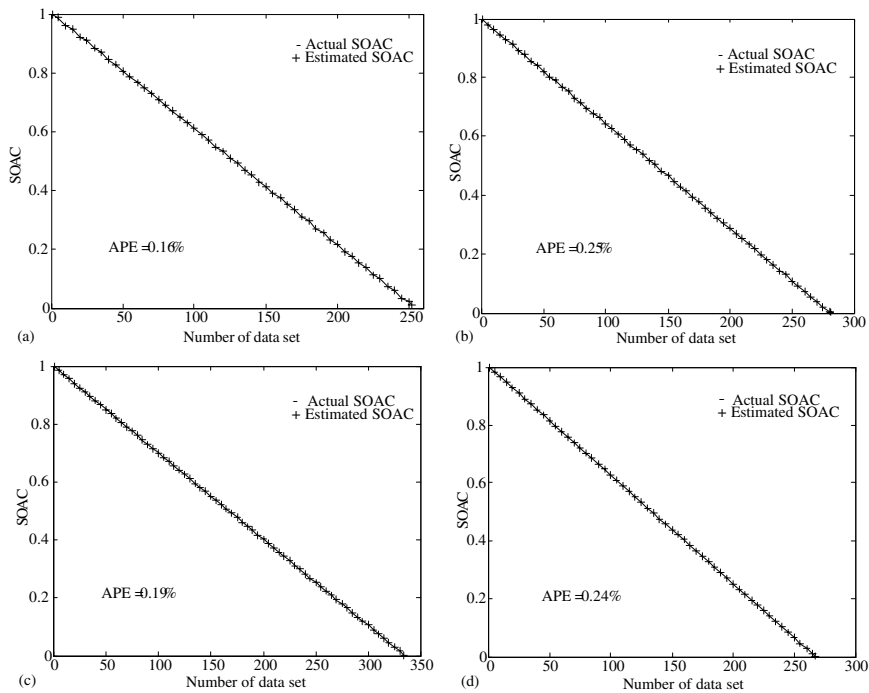 1
0.8
0.6
0.4
0.2
0
SOAC
- Actual SOAC
+ Estimated SOAC
APE =0.16%
0 50 100 150 200 250
(a)
Number of data set
1
0.8
0.6
0.4
0.2
0
SOAC
- Actual SOAC
+ Estimated SOAC
APE =0.25%
0 50 100 150 200 250 300
(b)
Number of data set
1
0.8
0.6
0.4
0.2
0
SOAC
- Actual SOAC
+ Estimated SOAC
APE =0.19%
0 50 100 150 200 250 300 350
(c)
Number of data set
1
0.8
0.6
0.4
0.2
0
SOAC
- Actual SOAC
+ Estimated SOAC
APE =0.24%
0 50 100 150 200 250 300
(d)
Number of data set